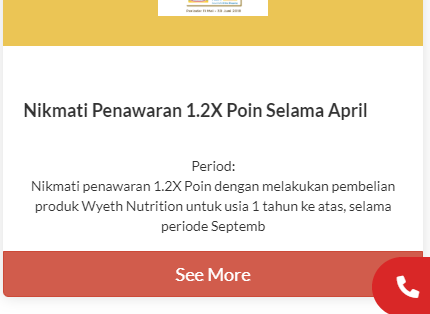 Nikmati Penawaran 1.2X Poin Selama April
Period:
Nikmati penawaran 1.2X Poin dengan melakukan pembelian
produk Wyeth Nutrition untuk usia 1 tahun ke atas, selama
periode Septemb
See More